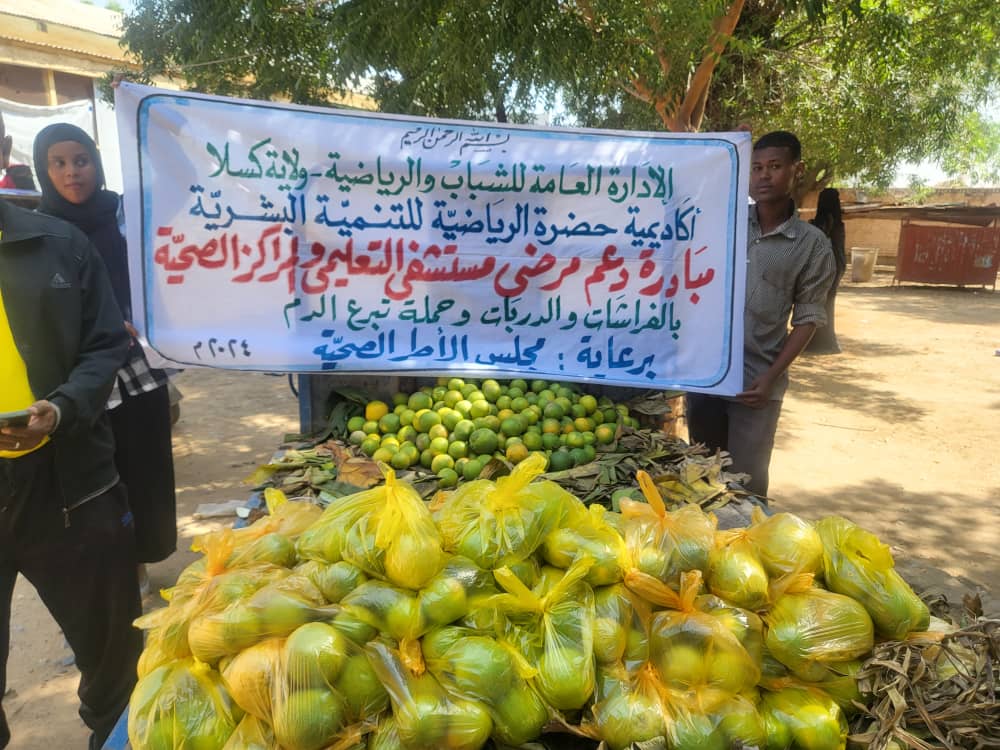 بسم الله الرحمن الرحيم
الإدارة العامة للشباب والرياضية - ولاية كسلا
أكاديمية حضرة الرياضية للتنمية البشرية
مبادرة دعم مرضى مستشفى التعليمي والمراكز الصحية
بالفراشات والدربات وحملة تبرع الدم
برعاية : مجلس الأطر الصحية ٢٠٢٤م